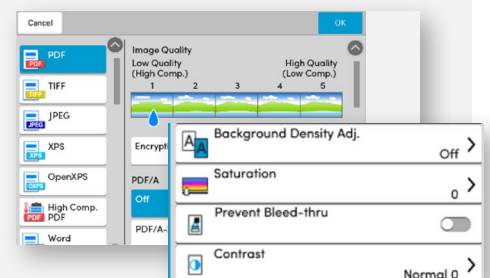 Cancel
OK
PDF
PDF
TIFF
TIFF
JPEG
JPEG
XPS
XPS
OpenXPS
OXPS
High Comp.
PDF
PDF
Word
Image Quality
Low Quality
(High Comp.)
High Quality
(Low Comp.)
1 2 3 4 5
Encrypti
PDF/A
Off
PDF/A-
A A
Background Density Adj.
Off
Saturation
0
Prevent Bleed-thru
Contrast
Normal 0